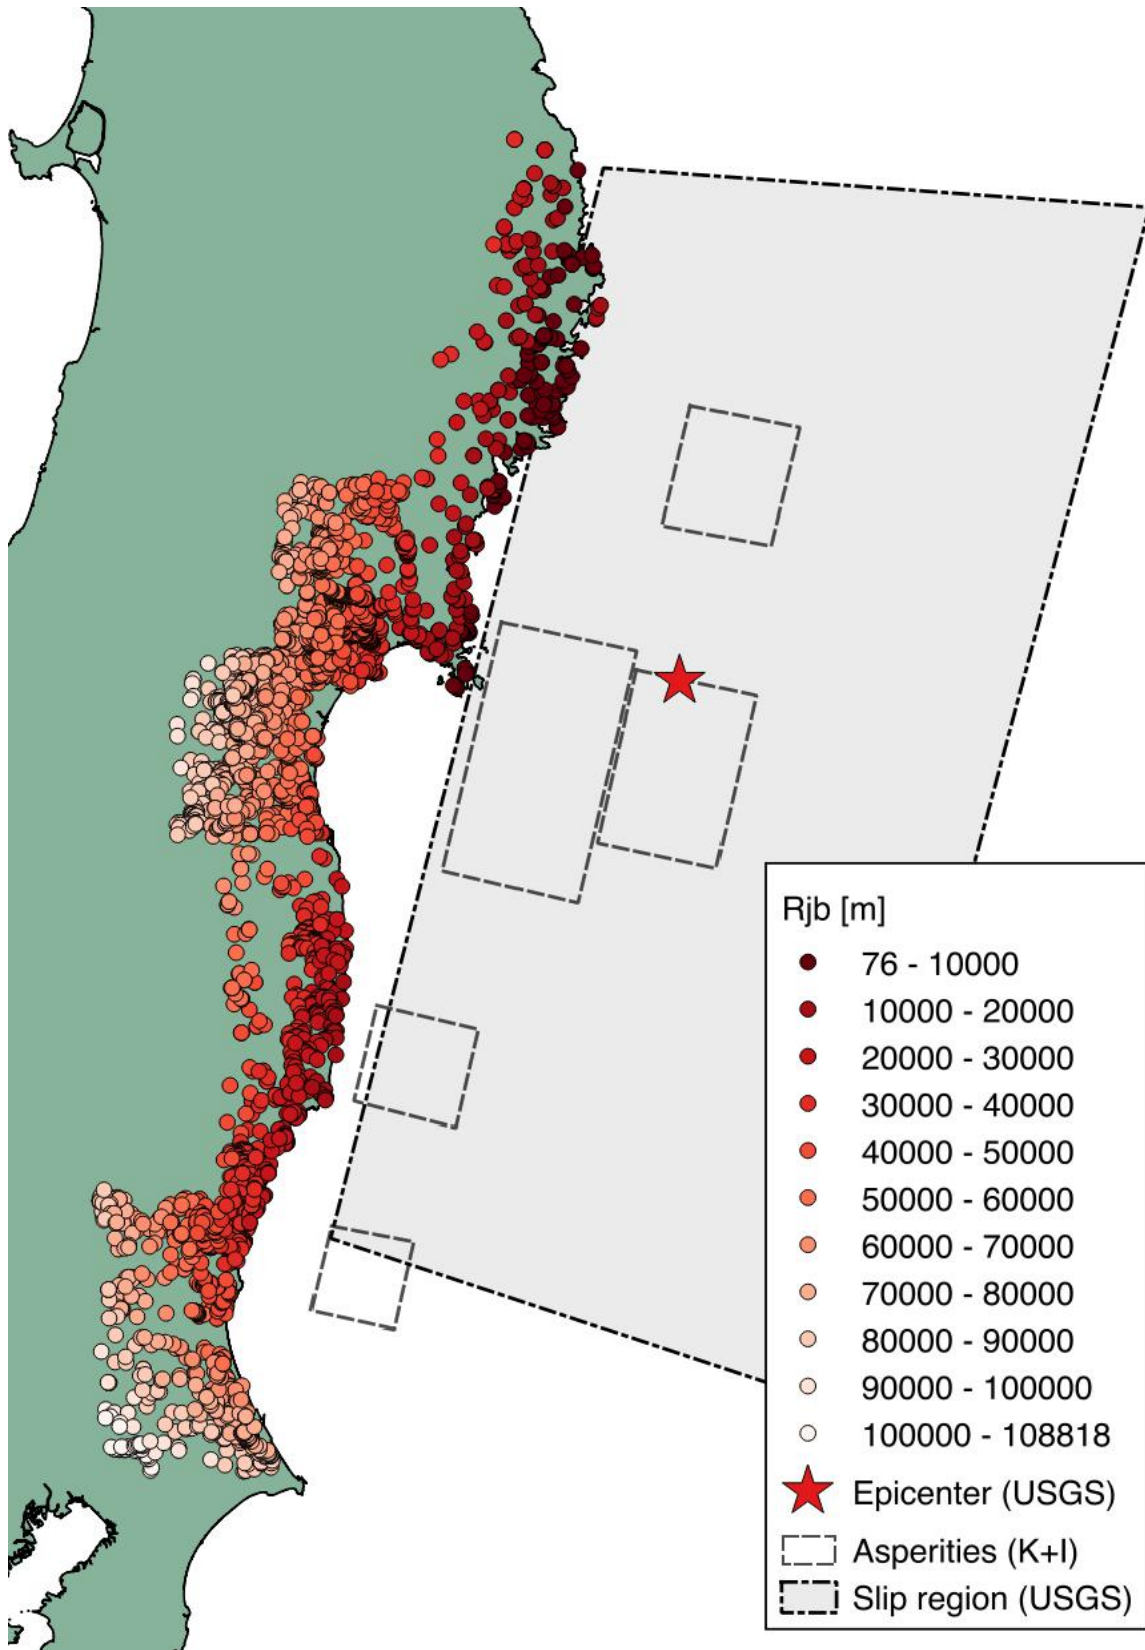 Rjb [m]
76 - 10000
10000 - 20000
20000 - 30000
30000 - 40000
40000 - 50000
50000 - 60000
60000 - 70000
70000 - 80000
80000 - 90000
90000 - 100000
100000 - 108818
Epicenter (USGS)
Asperities (K+I)
Slip region (USGS)